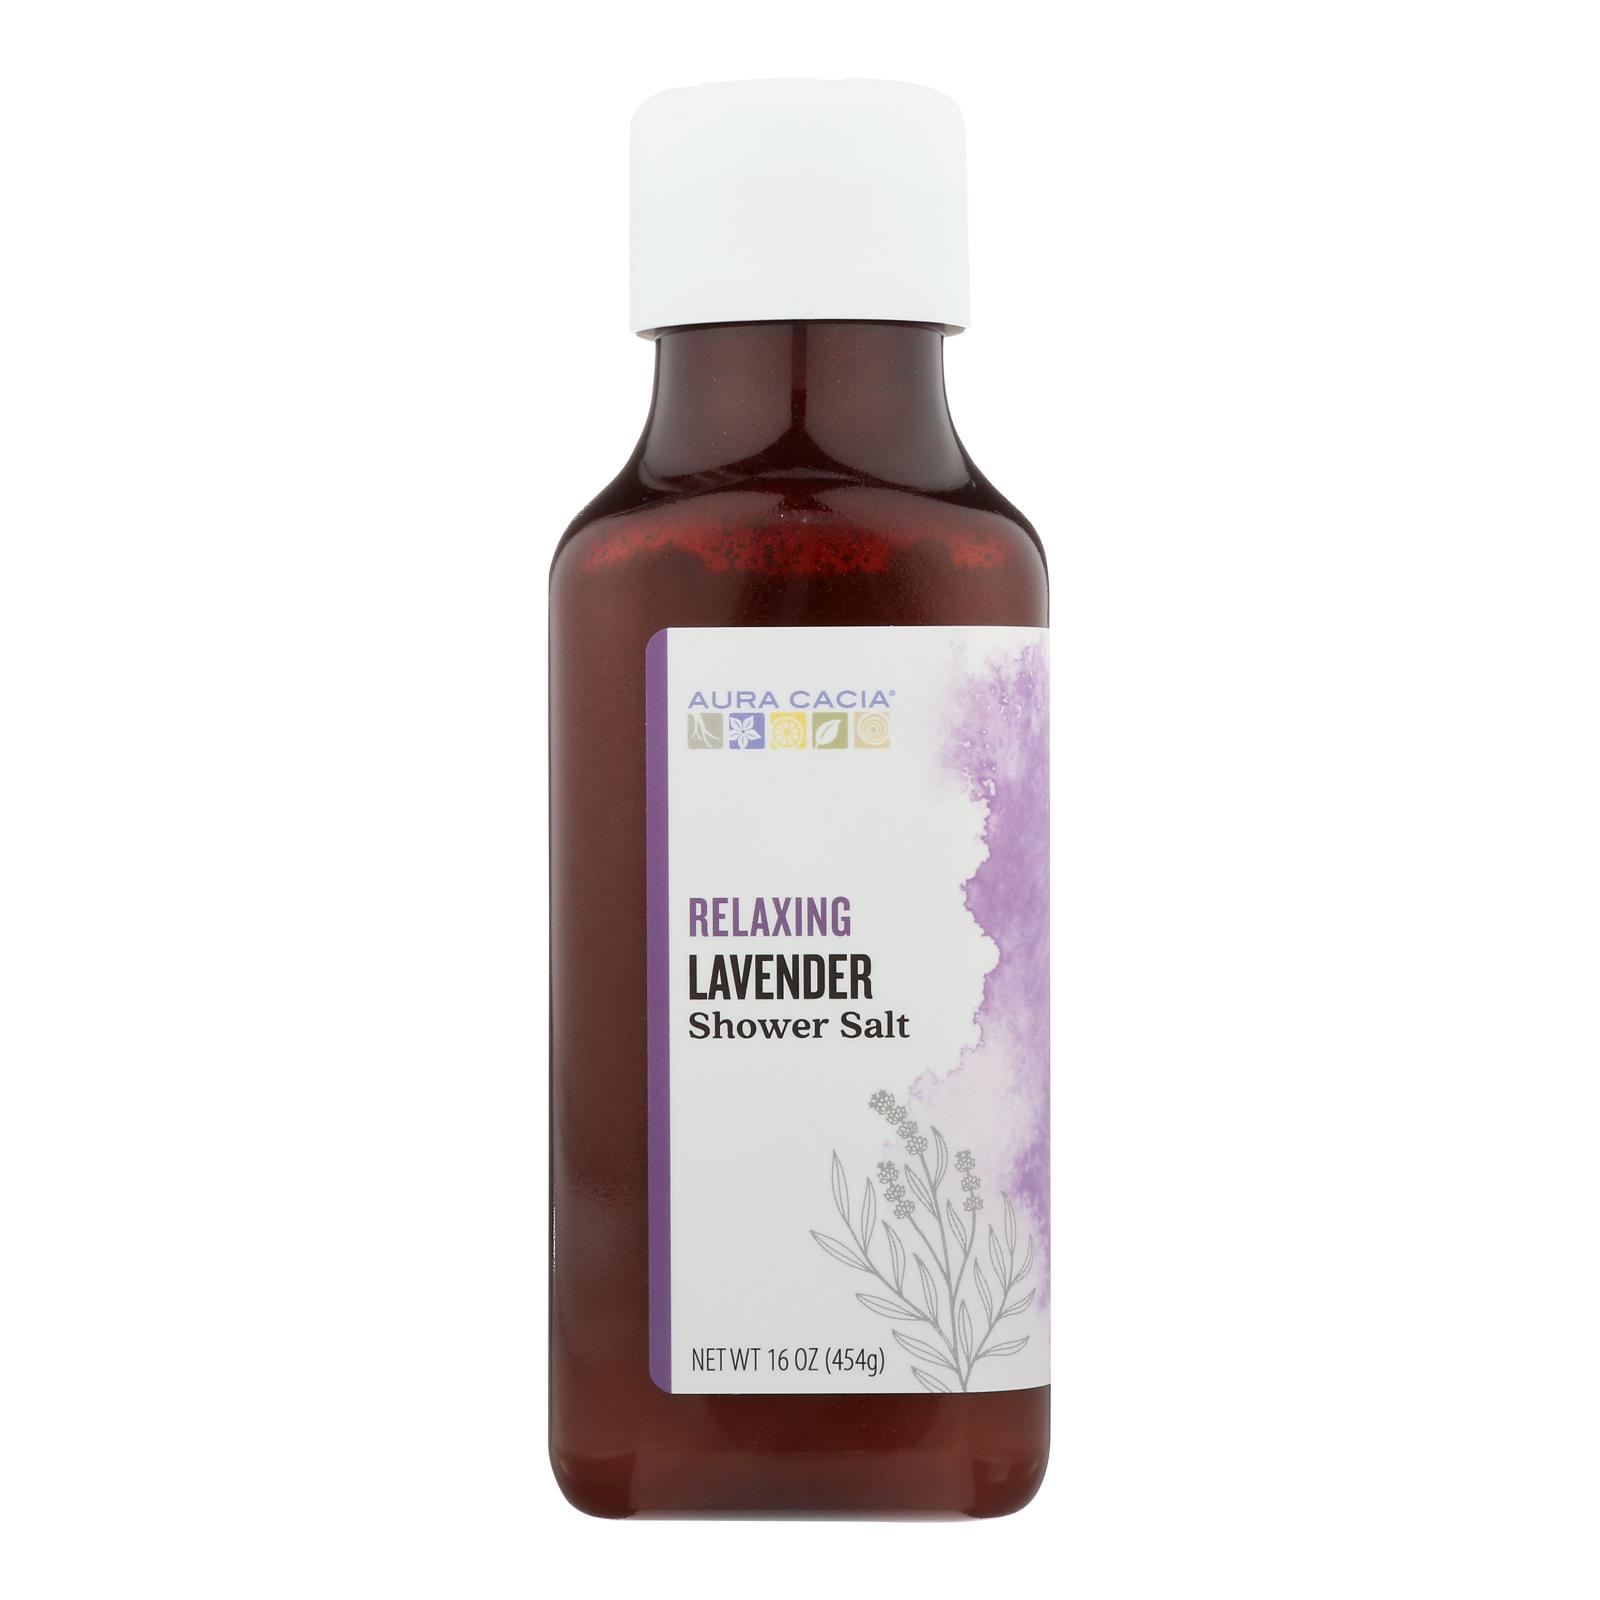 AURA CACIA®
RELAXING
LAVENDER
Shower Salt
NET WT 16 OZ (454g)